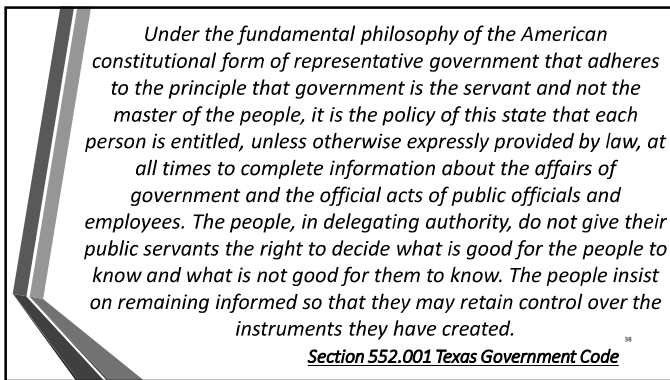 Under the fundamental philosophy of the American
constitutional form of representative government that adheres
to the principle that government is the servant and not the
master of the people, it is the policy of this state that each
person is entitled, unless otherwise expressly provided by law, at
all times to complete information about the affairs of
government and the official acts of public officials and
employees. The people, in delegating authority, do not give their
public servants the right to decide what is good for the people to
know and what is not good for them to know. The people insist
on remaining informed so that they may retain control over the
instruments they have created.
38
Section 552.001 Texas Government Code